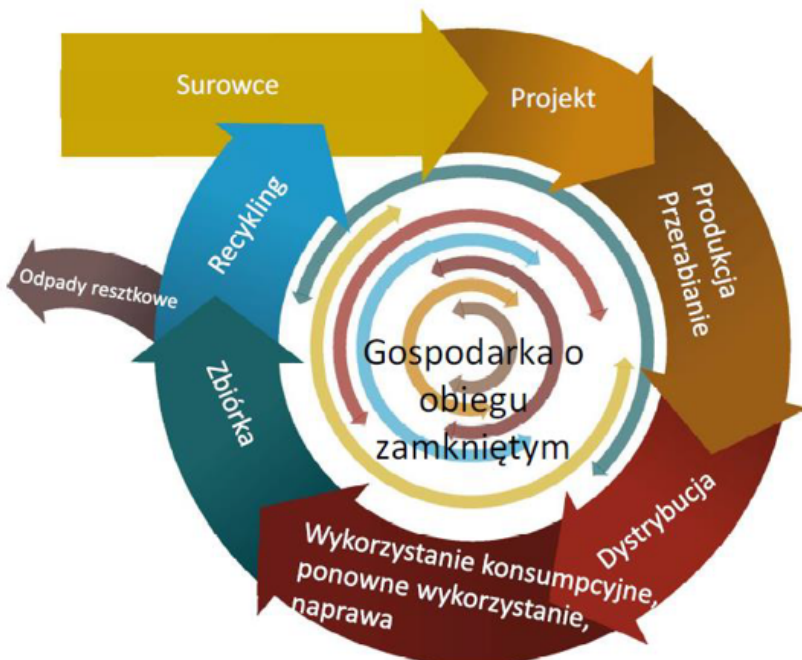 Surowce
Projekt
Produkcja
Przerabianie
Dystrybucja
Wykorzystanie konsumpcyjne,
ponowne wykorzystanie,
naprawa
Zbiórka
Recykling
Odpady resztkowe
Gospodarka o
obiegu
zamkniętym